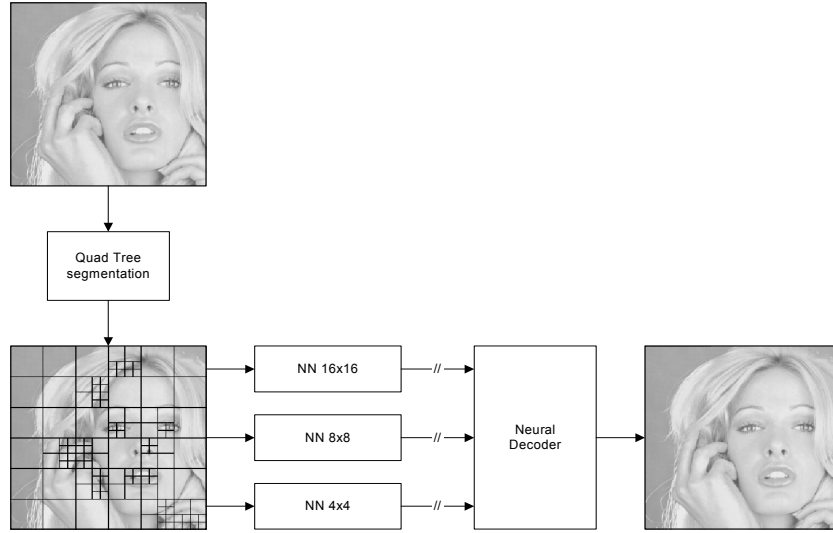 Quad Tree
segmentation
NN 16x16
//
NN 8x8
//
NN 4x4
//
Neural
Decoder